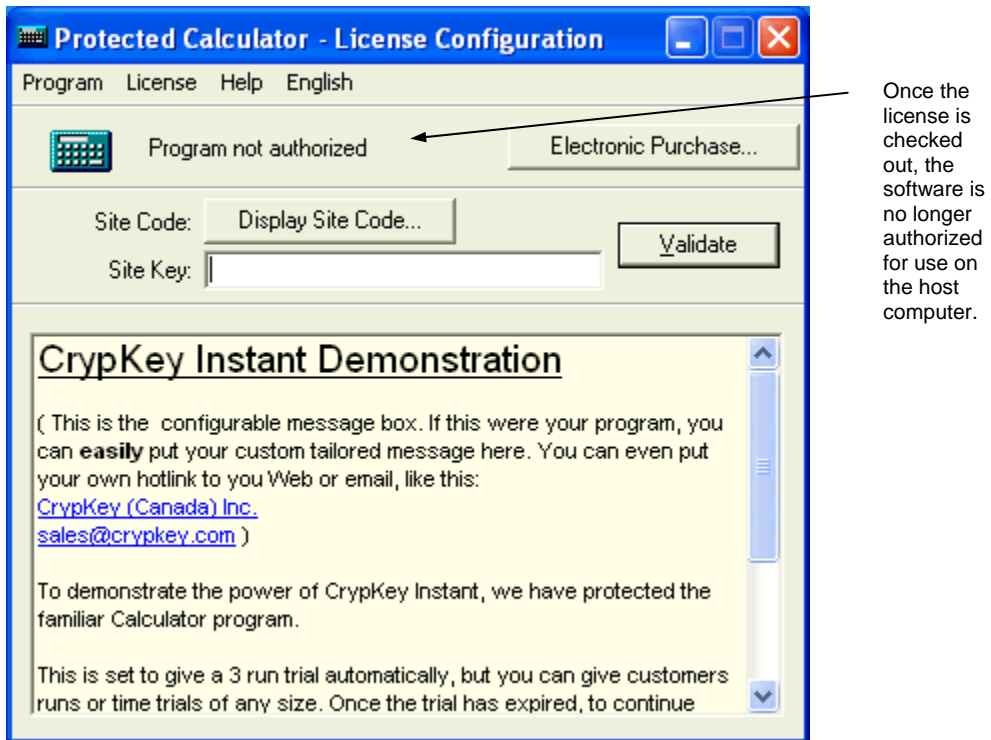 Protected Calculator - License Configuration
Program License Help English
Program not authorized
Electronic Purchase...
Site Code:
Display Site Code...
Validate
Site Key:
CrypKey Instant Demonstration
( This is the configurable message box. If this were your program, you
can easily put your custom tailored message here. You can even put
your own hotlink to you Web or email, like this:
CrypKey (Canada) Inc.
sales@crypkey.com )
To demonstrate the power of CrypKey Instant, we have protected the
familiar Calculator program.
This is set to give a 3 run trial automatically, but you can give customers
runs or time trials of any size. Once the trial has expired, to continue
Once the
license is
checked
out, the
software is
no longer
authorized
for use on
the host
computer.